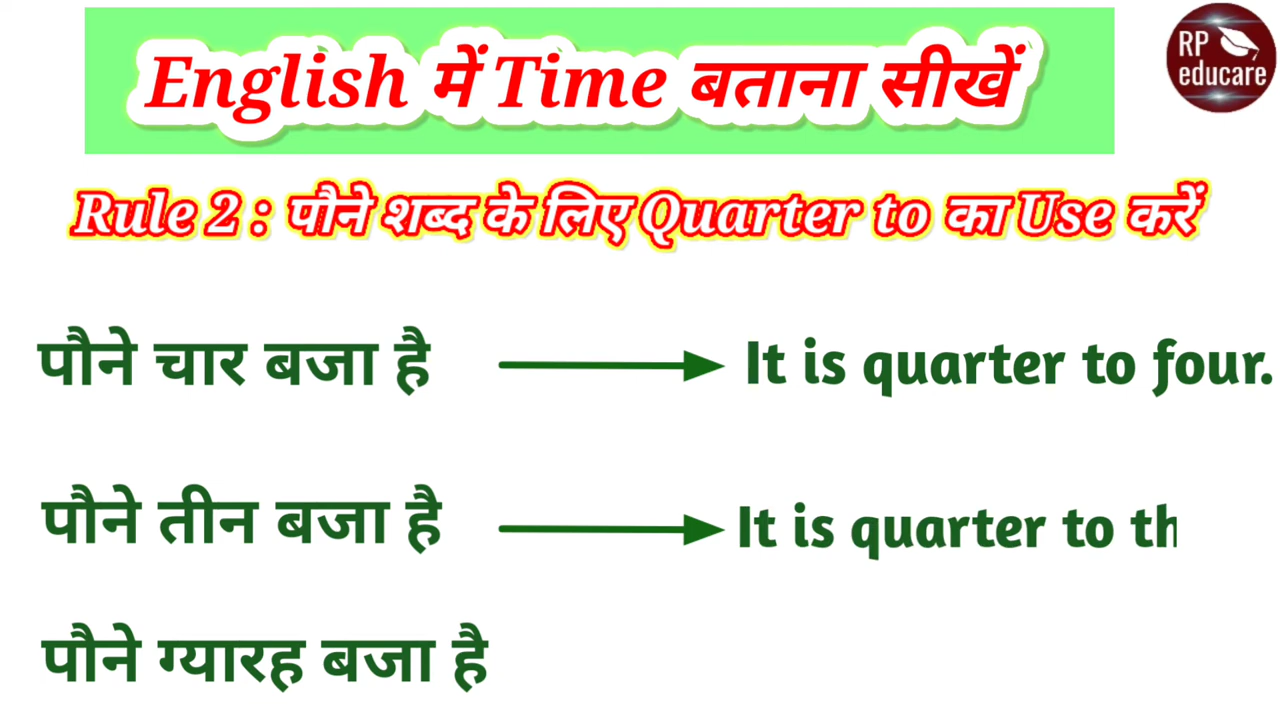 English में Time बताना सीखें
RP
educare
Rule 2 : पौने शब्द के लिए Quarter to का Use करें
पौने चार बजा है It is quarter to four.
पौने तीन बजा है It is quarter to th
पौने ग्यारह बजा है